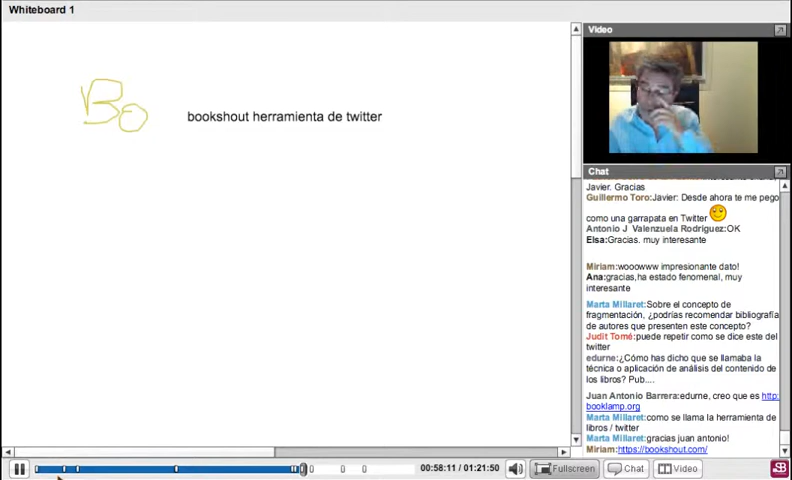 Whiteboard 1
Bo
bookshout herramienta de twitter
Video
Chat
Javier. Gracias
Guillermo Toro:Javier: Desde ahora te me pego
como una garrapata en Twitter
Antonio J Valenzuela Rodriguez:OK
Elsa:Gracias. muy interesante
Miriam:wooowww impresionante dato!
Ana:gracias,ha estado fenomenal, muy
interesante
Marta Millaret:Sobre el concepto de
fragmentación, ¿podrías recomendar bibliografía
de autores que presenten este concepto?
Judit Tomé:puede repetir como se dice este del
twitter
edurne:¿Cómo has dicho que se llamaba la
técnica o aplicación de análisis del contenido de
los libros? Pub....
Juan Antonio Barrera:edurne, creo que es http:
booklamp.org
Marta Millaret:como se llama la herramienta de
libros / twitter
Marta Millaret:gracias juan antonio!
Miriam:https://bookshout.com/
00:58:11 / 01:21:50
Fullscreen
Chat
Video
SB